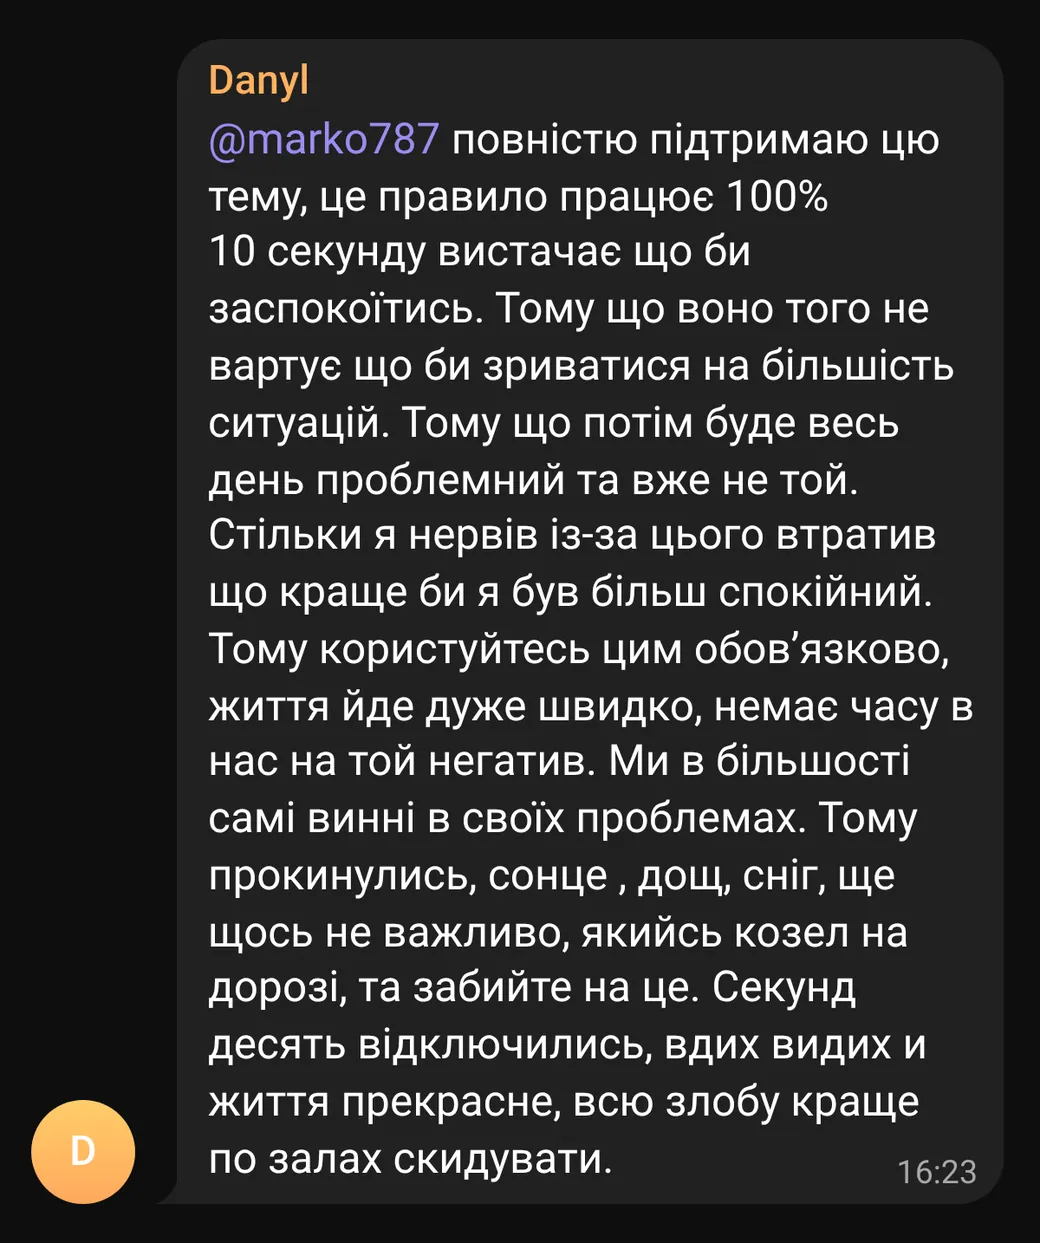 Danyl
@marko787 повністю підтримаю цю
тему, це правило працює 100%
10 секунду вистачає що би
заспокоїтись. Тому що воно того не
вартує що би зриватися на більшість
ситуацій. Тому що потім буде весь
день проблемний та вже не той.
Стільки я нервів із-за цього втратив
що краще би я був більш спокійний.
Тому користуйтесь цим обов’язково,
життя йде дуже швидко, немає часу в
нас на той негатив. Ми в більшості
самі винні в своїх проблемах. Тому
прокинулись, сонце , дощ, сніг, ще
щось не важливо, якийсь козел на
дорозі, та забийте на це. Секунд
десять відключились, вдих видих и
життя прекрасне, всю злобу краще
по залах скидувати.
16:23
D